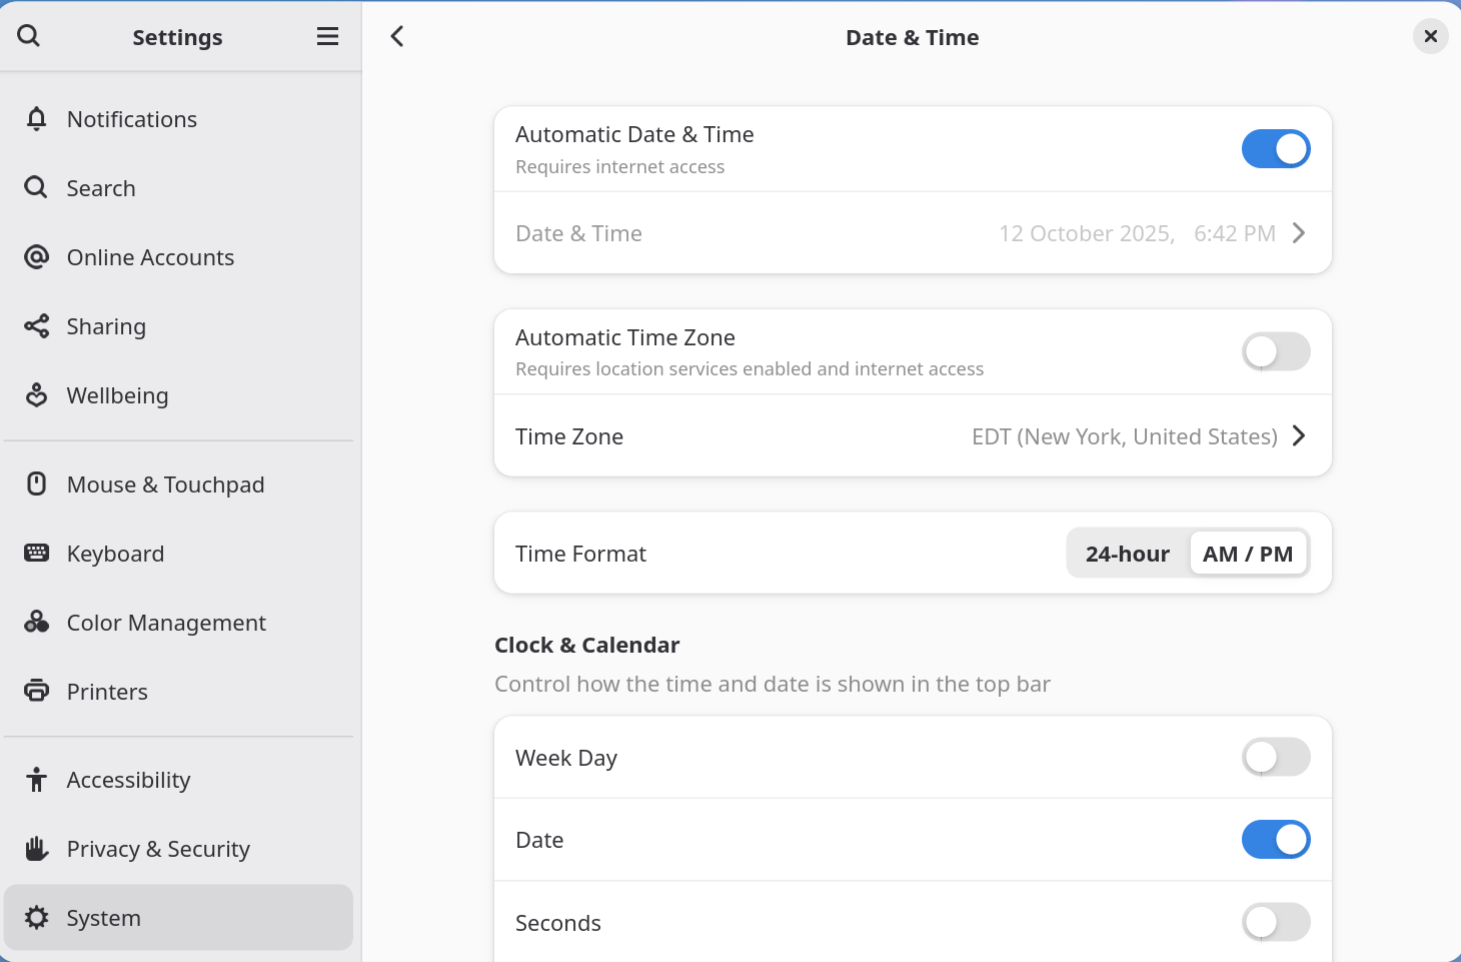 Settings
Notifications
Search
Online Accounts
Sharing
Wellbeing
Mouse & Touchpad
Keyboard
Color Management
Printers
Accessibility
Privacy & Security
System
Date & Time
Automatic Date & Time
Requires internet access
Date & Time 12 October 2025, 6:42 PM
Automatic Time Zone
Requires location services enabled and internet access
Time Zone EDT (New York, United States)
Time Format 24-hour AM / PM
Clock & Calendar
Control how the time and date is shown in the top bar
Week Day
Date
Seconds